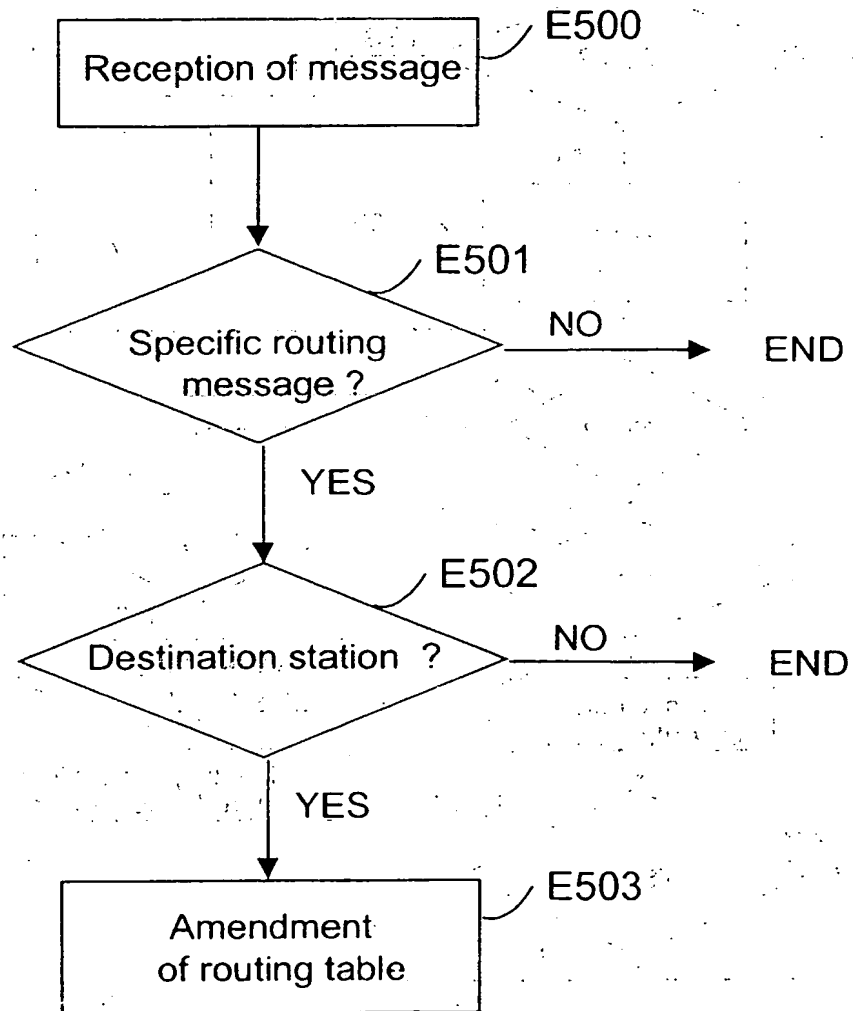 E500
Reception of message
E501
Specific routing
message ?
NO
END
YES
E502
Destination station ?
NO
END
YES
E503
Amendment
of routing table